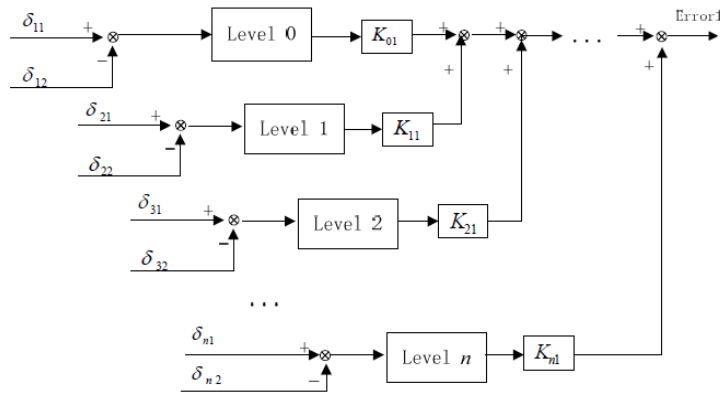 δ11 + Level 0 K01 + + ... + Error1
δ12 − + + +
δ21 + Level 1 K11
δ22 −
δ31 + Level 2 K21
δ32 −
...
δn1 + Level n Kn1
δn2 −